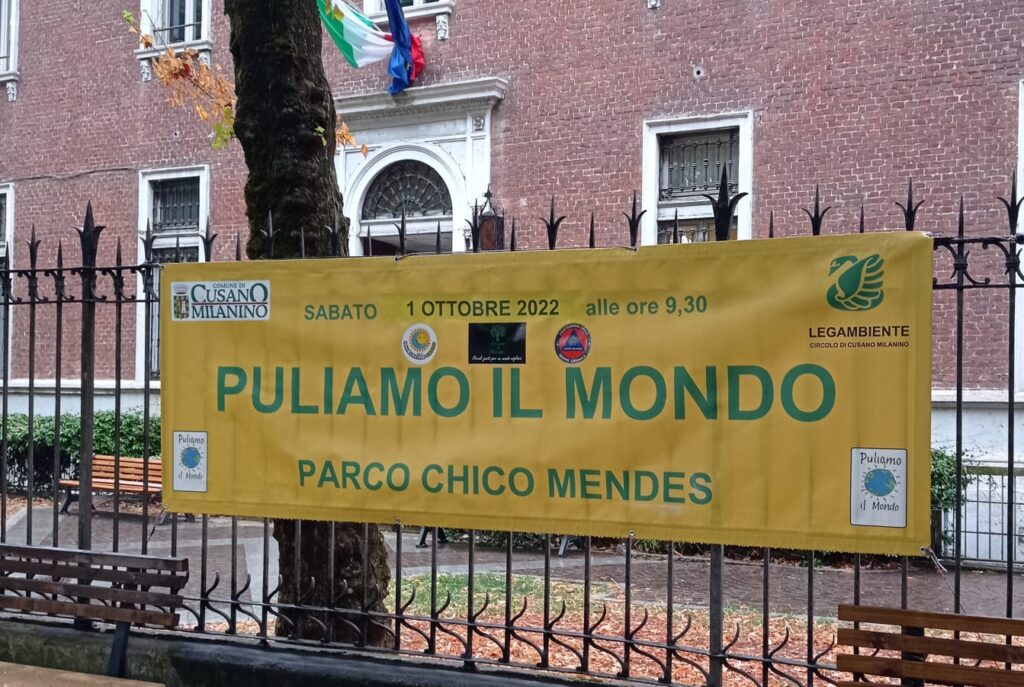 COMUNE DI
CUSANO
MILANINO
SABATO 1 OTTOBRE 2022 alle ore 9,30
LEGAMBIENTE
CIRCOLO DI CUSANO MILANINO
PULIAMO IL MONDO
PARCO CHICO MENDES
Puliamo
il Mondo
Puliamo
il Mondo